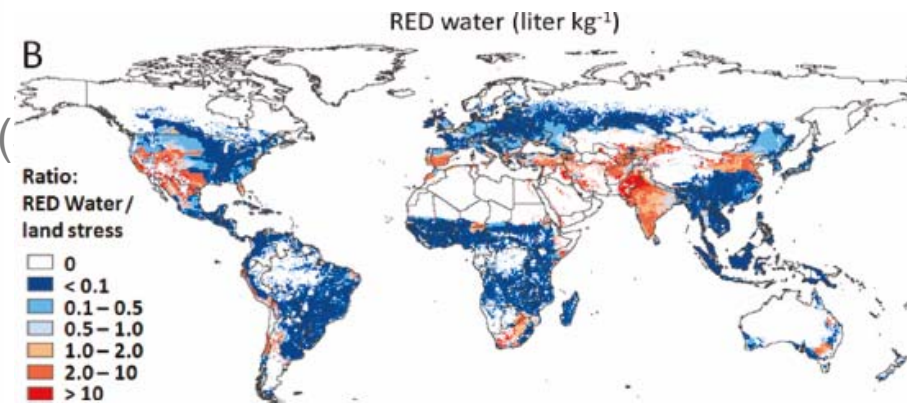 RED water (liter kg⁻¹)
B
(
Ratio:
RED Water /
land stress
0
< 0.1
0.1 – 0.5
0.5 – 1.0
1.0 – 2.0
2.0 – 10
> 10